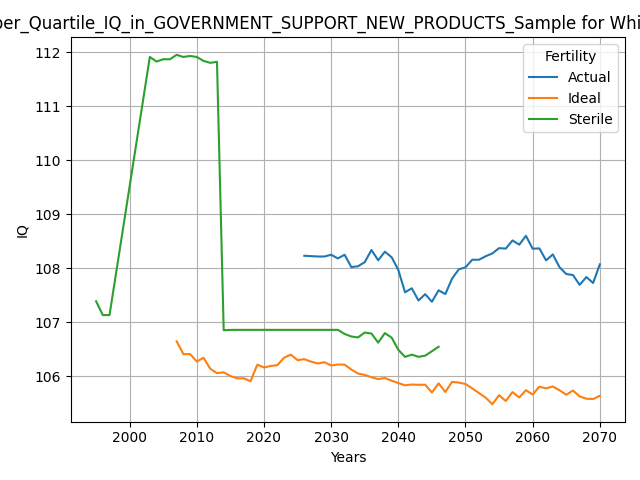 per_Quartile_IQ_in_GOVERNMENT_SUPPORT_NEW_PRODUCTS_Sample for Whi
112
111
110
109
108
107
106
IQ
Fertility
Actual
Ideal
Sterile
2000 2010 2020 2030 2040 2050 2060 2070
Years